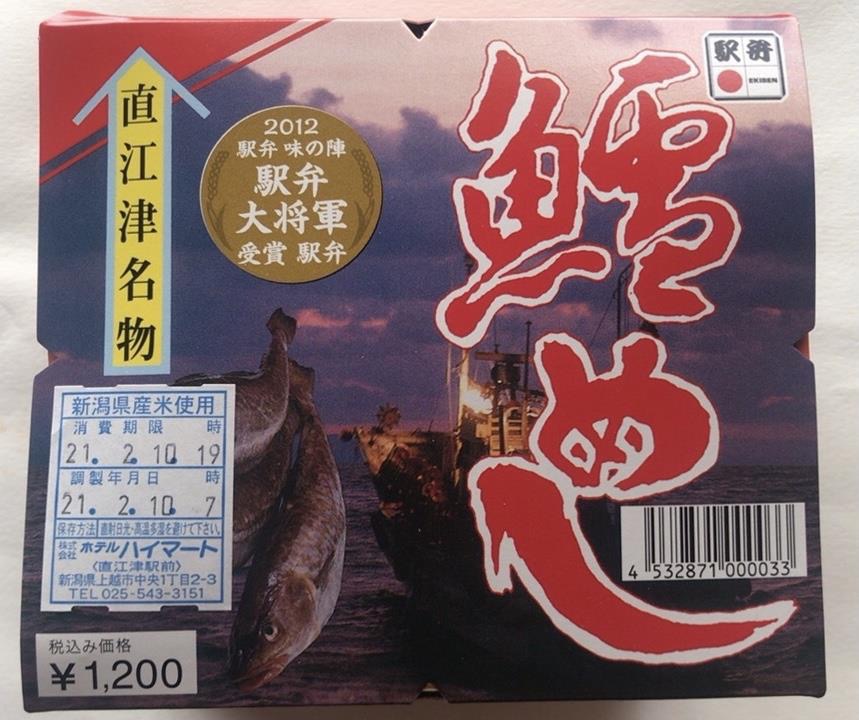 直江津名物
2012
駅弁 味の陣
駅弁
大将軍
受賞 駅弁
駅弁
EKIBEN
鱈めし
新潟県産米使用
消費期限 時
21. 2. 10. 19
調製年月日 時
21. 2. 10. 7
保存方法 直射日光・高温多湿を避けて下さい。
株式会社 ホテルハイマート
〈直江津駅前〉
新潟県上越市中央1丁目2-3
TEL 025-543-3151
税込み価格
¥1,200
4 532871 000033